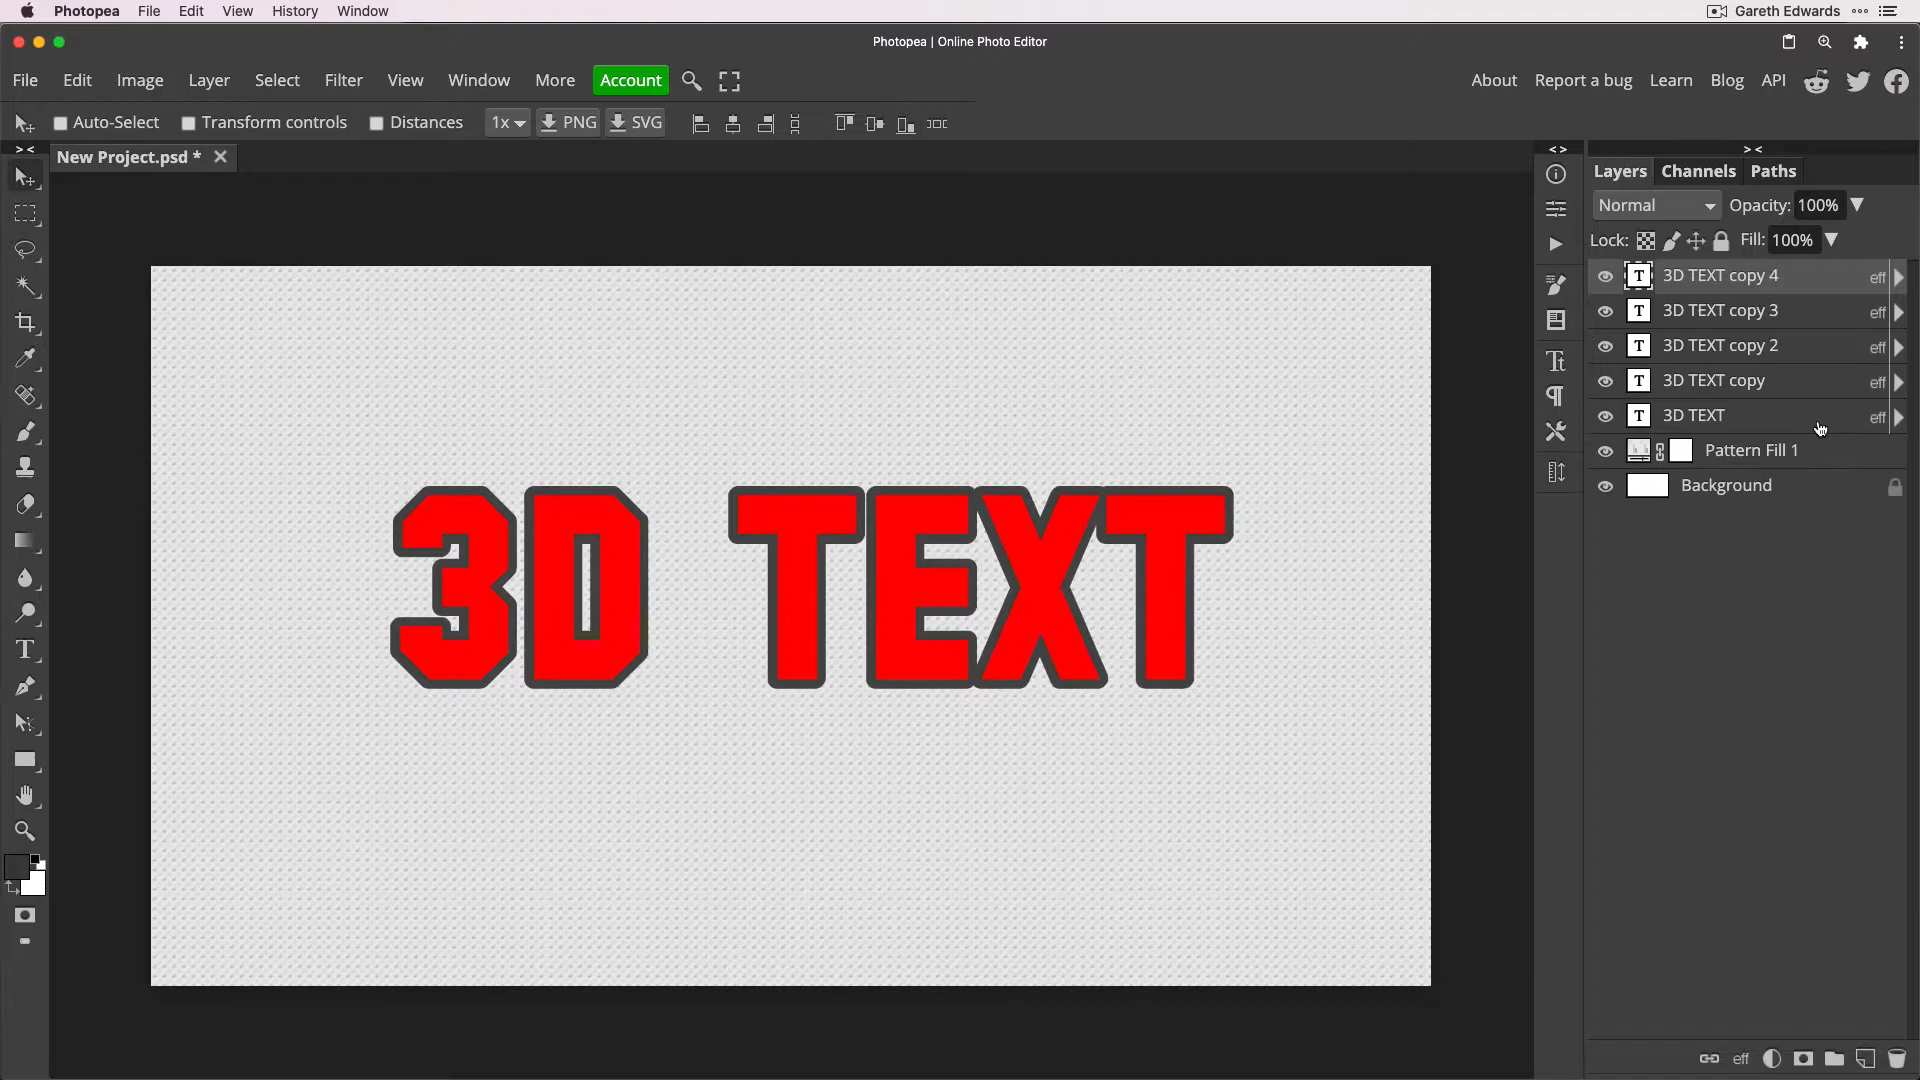 Photopea File Edit View History Window Gareth Edwards
Photopea | Online Photo Editor
File Edit Image Layer Select Filter View Window More Account About Report a bug Learn Blog API
Auto-Select Transform controls Distances 1x PNG SVG
> < New Project.psd * < > > <
Layers Channels Paths
Normal Opacity: 100%
Lock: Fill: 100%
T 3D TEXT copy 4 eff
T 3D TEXT copy 3 eff
T 3D TEXT copy 2 eff
T 3D TEXT copy eff
T 3D TEXT eff
Pattern Fill 1
Background
3D TEXT
eff